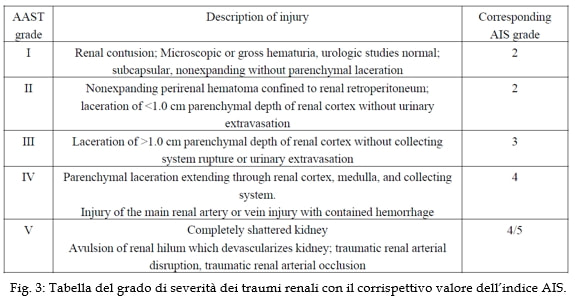 AAST grade Description of injury Corresponding AIS grade
I Renal contusion; Microscopic or gross hematuria, urologic studies normal; 2
subcapsular, nonexpanding without parenchymal laceration
II Nonexpanding perirenal hematoma confined to renal retroperitoneum; 2
laceration of <1.0 cm parenchymal depth of renal cortex without urinary
extravasation
III Laceration of >1.0 cm parenchymal depth of renal cortex without collecting 3
system rupture or urinary extravasation
IV Parenchymal laceration extending through renal cortex, medulla, and collecting 4
system.
Injury of the main renal artery or vein injury with contained hemorrhage
V Completely shattered kidney 4/5
Avulsion of renal hilum which devascularizes kidney; traumatic renal arterial
disruption, traumatic renal arterial occlusion
Fig. 3: Tabella del grado di severità dei traumi renali con il corrispettivo valore dell'indice AIS.